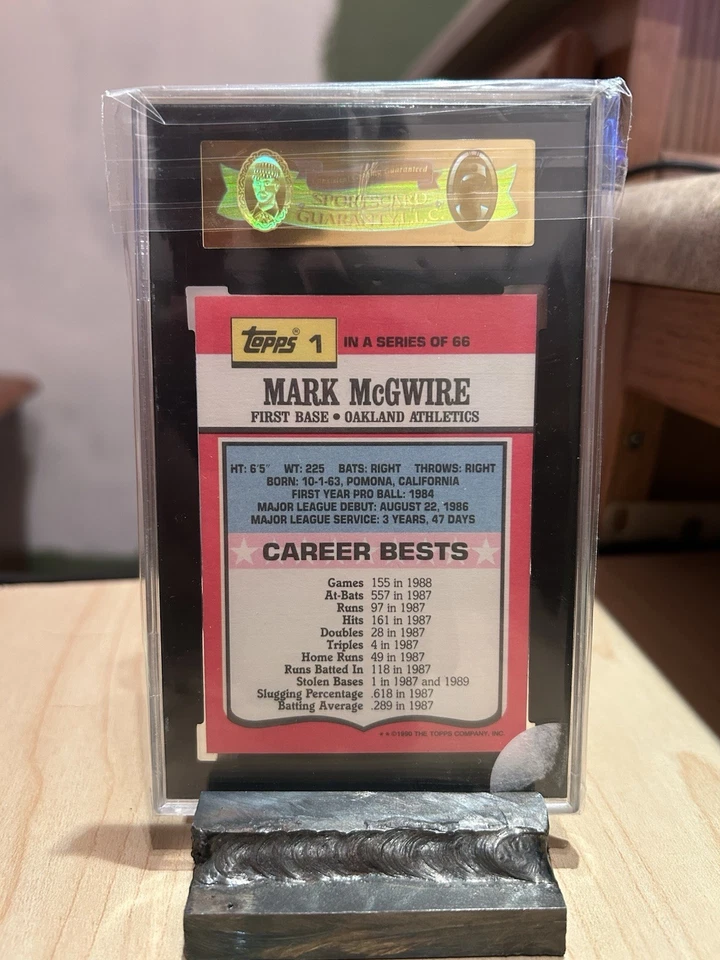 Guaranteed
SPORTSCARD
GUARANTY L.L.C.
Topps® 1 IN A SERIES OF 66
MARK McGWIRE
FIRST BASE • OAKLAND ATHLETICS
HT: 6'5" WT: 225 BATS: RIGHT THROWS: RIGHT
BORN: 10-1-63, POMONA, CALIFORNIA
FIRST YEAR PRO BALL: 1984
MAJOR LEAGUE DEBUT: AUGUST 22, 1986
MAJOR LEAGUE SERVICE: 3 YEARS, 47 DAYS
CAREER BESTS
Games 155 in 1988
At-Bats 557 in 1987
Runs 97 in 1987
Hits 161 in 1987
Doubles 28 in 1987
Triples 4 in 1987
Home Runs 49 in 1987
Runs Batted In 118 in 1987
Stolen Bases 1 in 1987 and 1989
Slugging Percentage .618 in 1987
Batting Average .289 in 1987
**©1990 THE TOPPS COMPANY, INC.